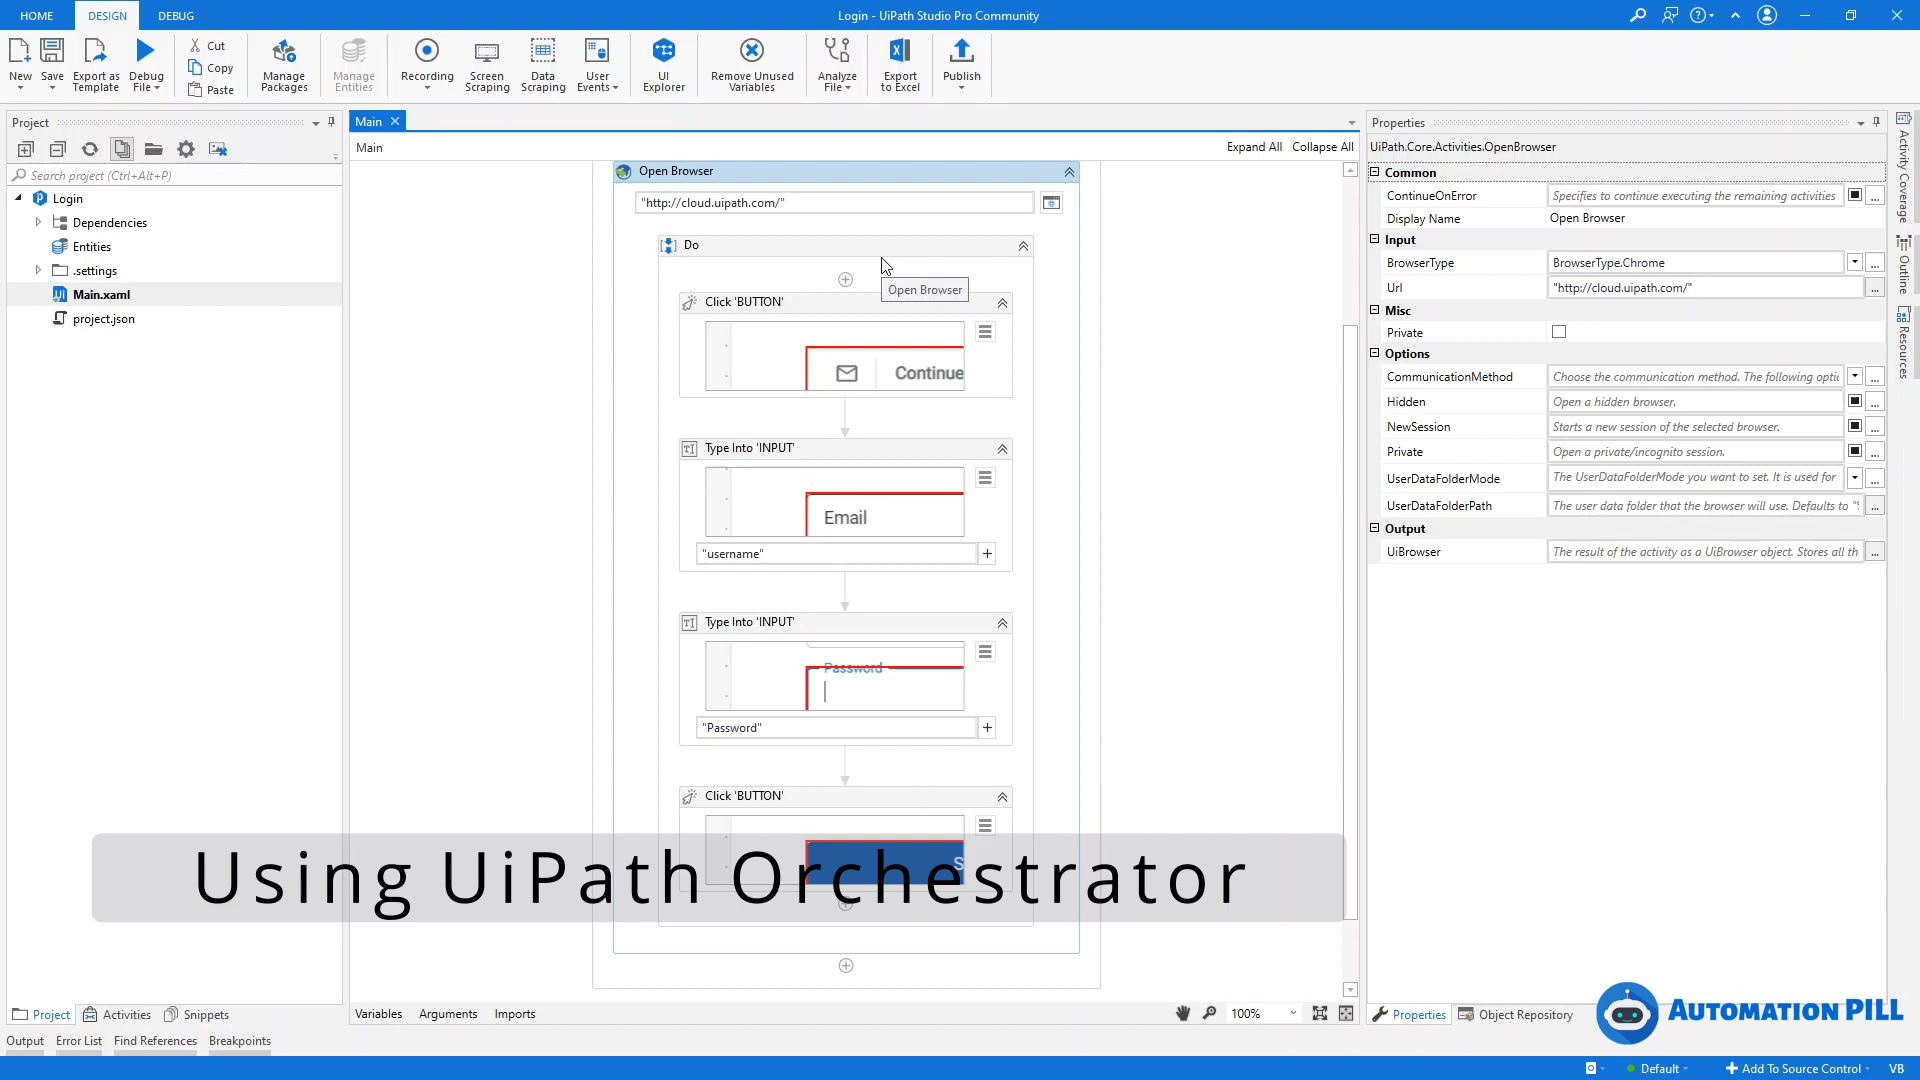 HOME DESIGN DEBUG Login - UiPath Studio Pro Community
New Save Export as Template Debug File Cut Copy Paste Manage Packages Manage Entities Recording Screen Scraping Data Scraping User Events UI Explorer Remove Unused Variables Analyze File Export to Excel Publish
Project
Search project (Ctrl+Alt+P)
Login
Dependencies
Entities
.settings
Main.xaml
project.json
Main
Main Expand All Collapse All
Open Browser
"http://cloud.uipath.com/"
Do
Open Browser
Click 'BUTTON'
Continue
Type Into 'INPUT'
Email
"username"
Type Into 'INPUT'
Password
"Password"
Click 'BUTTON'
S
Using UiPath Orchestrator
Properties
UiPath.Core.Activities.OpenBrowser
Common
ContinueOnError Specifies to continue executing the remaining activities
Display Name Open Browser
Input
BrowserType BrowserType.Chrome
Url "http://cloud.uipath.com/"
Misc
Private
Options
CommunicationMethod Choose the communication method. The following optic
Hidden Open a hidden browser.
NewSession Starts a new session of the selected browser.
Private Open a private/incognito session.
UserDataFolderMode The UserDataFolderMode you want to set. It is used for
UserDataFolderPath The user data folder that the browser will use. Defaults to "
Output
UiBrowser The result of the activity as a UiBrowser object. Stores all th
Activity Coverage
Outline
Resources
Project Activities Snippets
Variables Arguments Imports 100%
Properties Object Repository
AUTOMATION PILL
Output Error List Find References Breakpoints
Default Add To Source Control VB